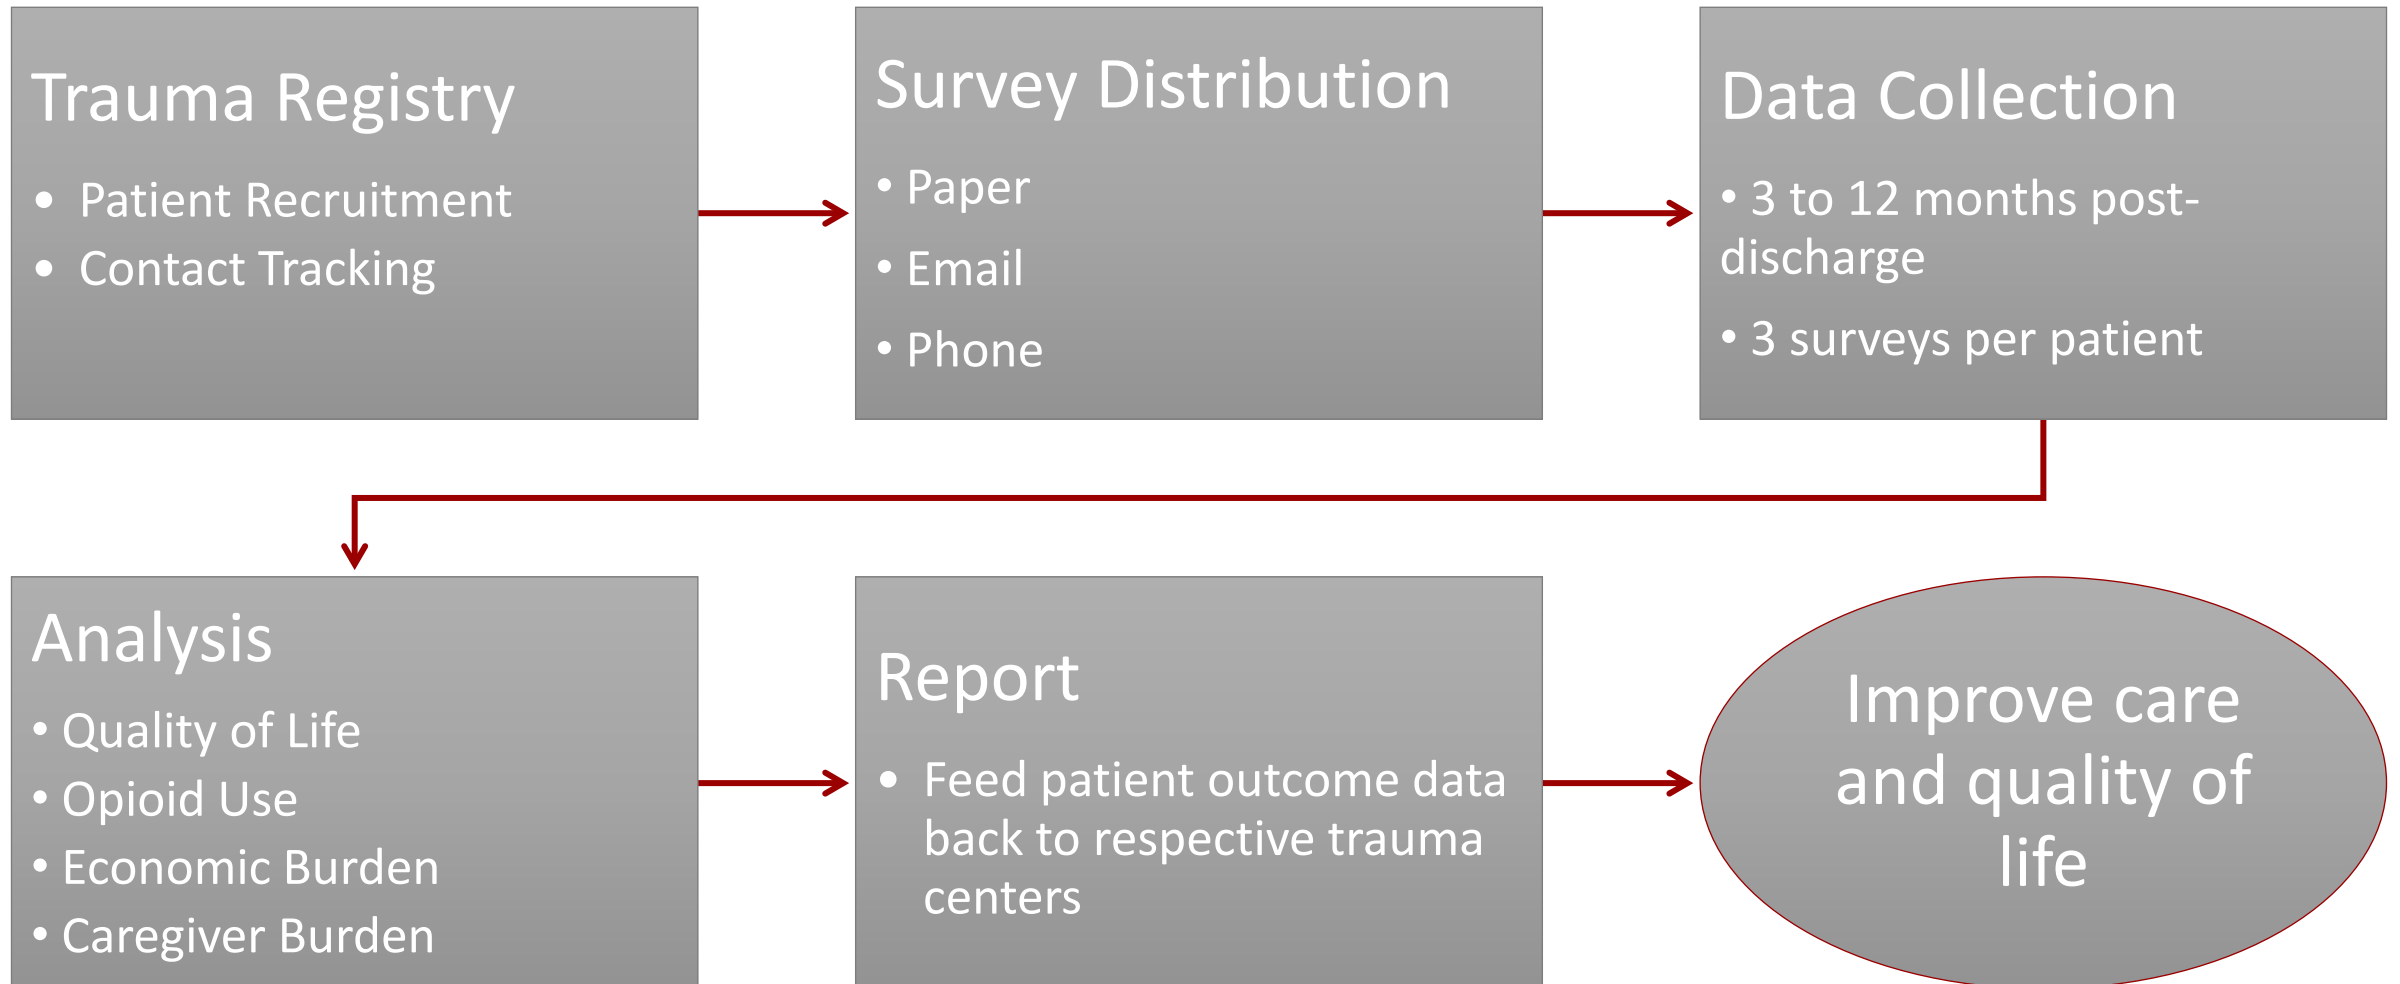 Trauma Registry
• Patient Recruitment
• Contact Tracking
Survey Distribution
• Paper
• Email
• Phone
Data Collection
• 3 to 12 months post-
discharge
• 3 surveys per patient
Analysis
• Quality of Life
• Opioid Use
• Economic Burden
• Caregiver Burden
Report
• Feed patient outcome data
back to respective trauma
centers
Improve care
and quality of
life